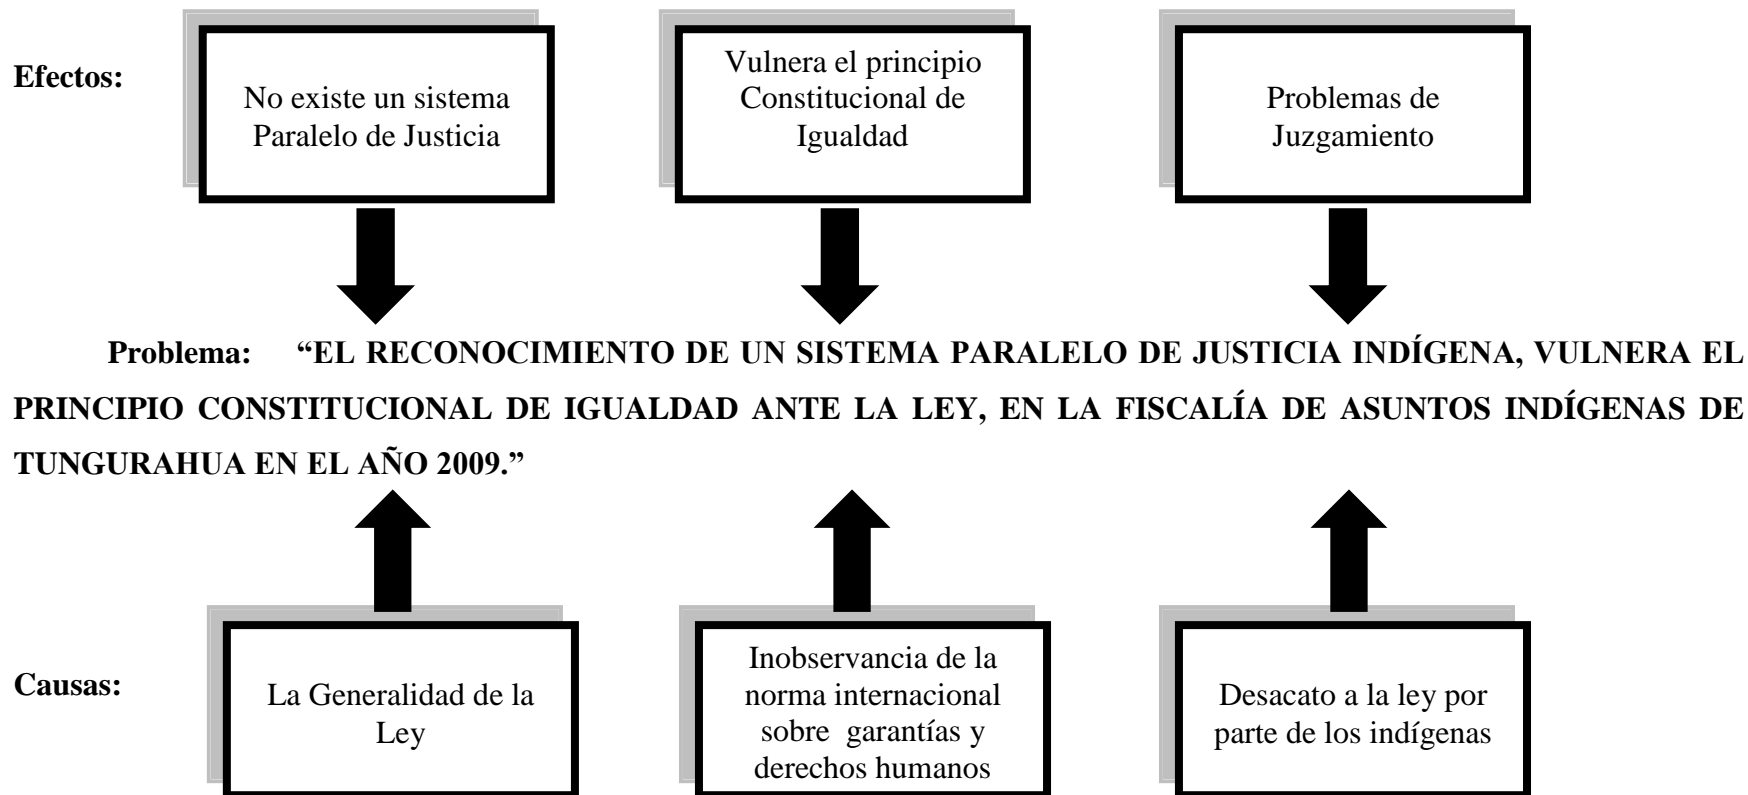 Efectos:
No existe un sistema
Paralelo de Justicia
Vulnera el principio
Constitucional de
Igualdad
Problemas de
Juzgamiento
Problema: “EL RECONOCIMIENTO DE UN SISTEMA PARALELO DE JUSTICIA INDÍGENA, VULNERA EL
PRINCIPIO CONSTITUCIONAL DE IGUALDAD ANTE LA LEY, EN LA FISCALÍA DE ASUNTOS INDÍGENAS DE
TUNGURAHUA EN EL AÑO 2009.”
Causas:
La Generalidad de la
Ley
Inobservancia de la
norma internacional
sobre garantías y
derechos humanos
Desacato a la ley por
parte de los indígenas